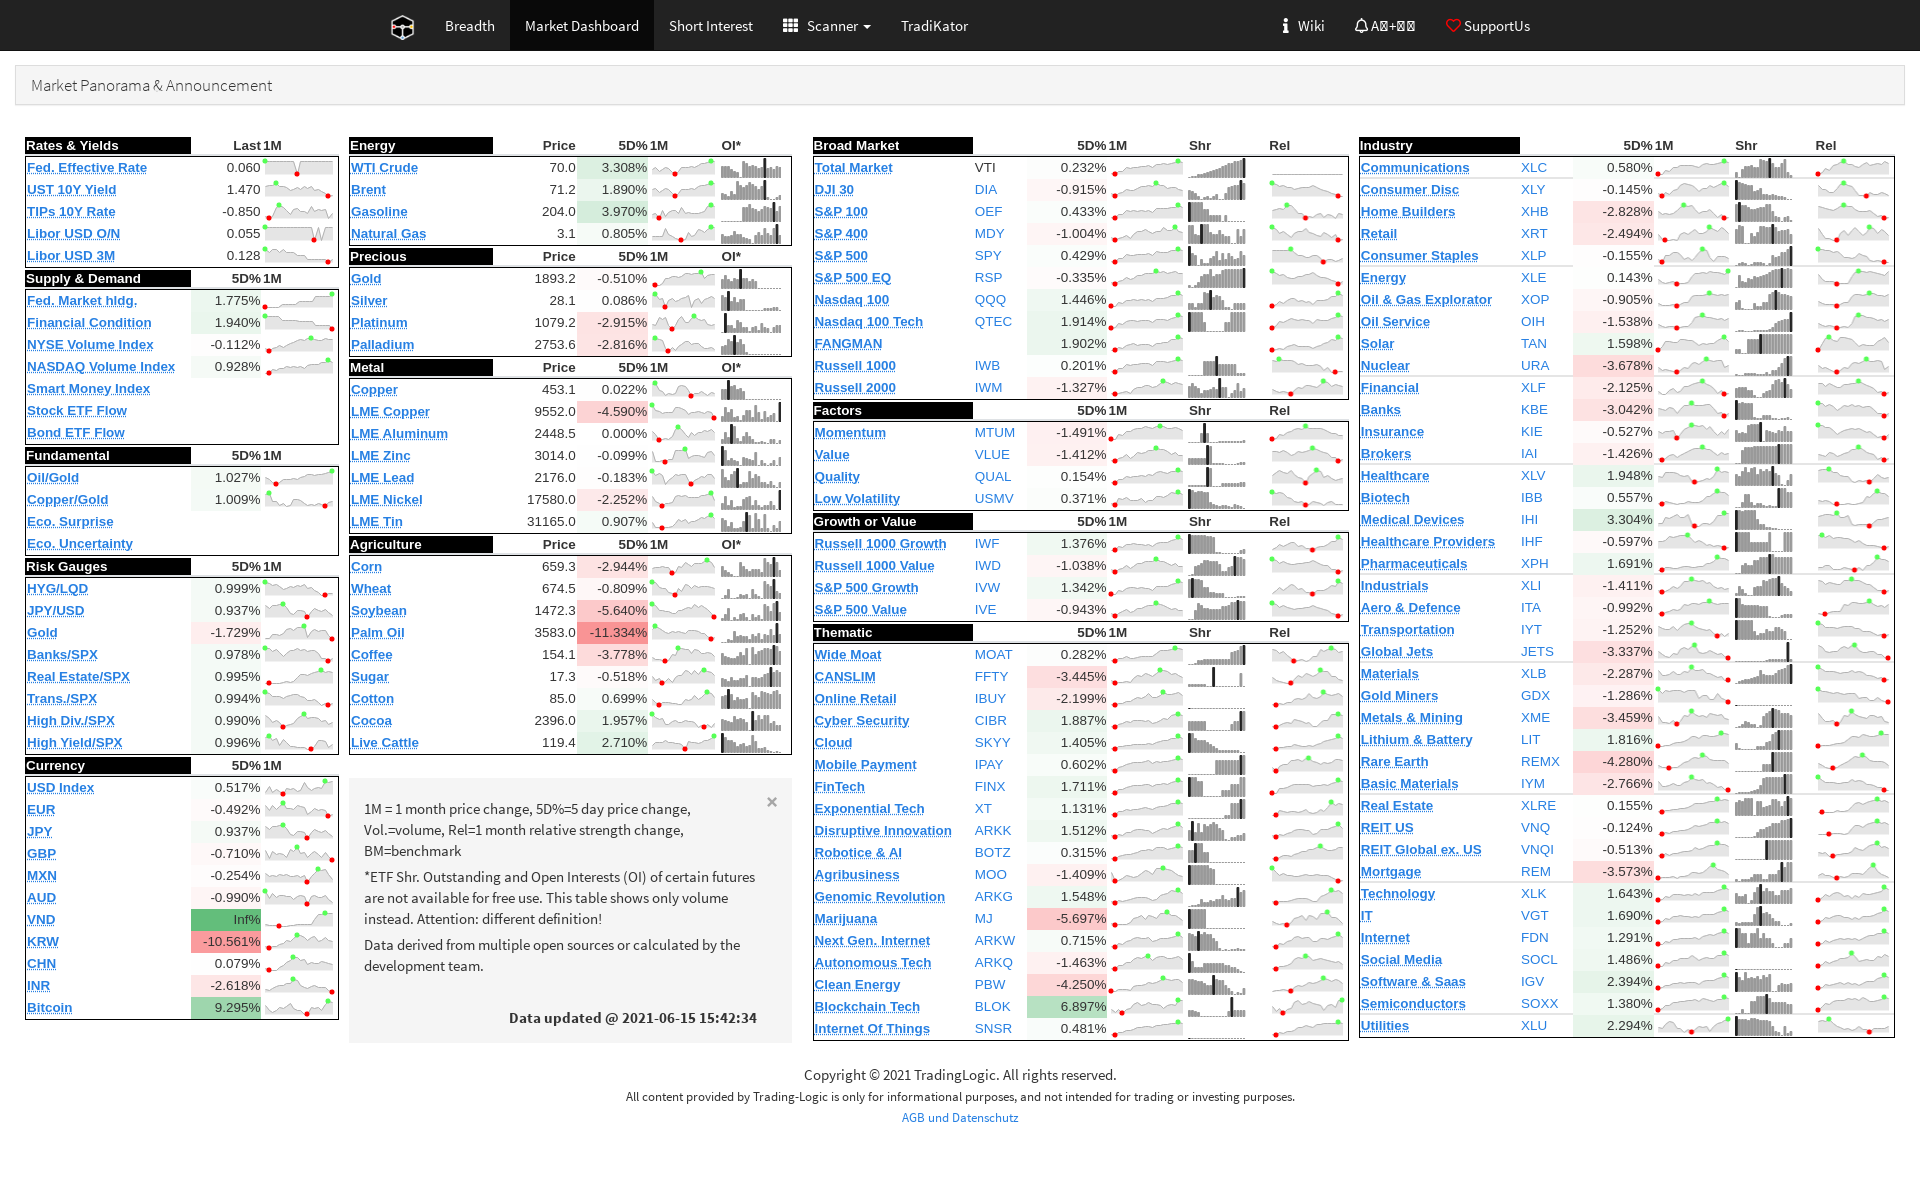 Breadth Market Dashboard Short Interest Scanner TradiKator Wiki SupportUs
Market Panorama & Announcement
Rates & Yields Last 1M
Fed. Effective Rate 0.060
UST 10Y Yield 1.470
TIPs 10Y Rate -0.850
Libor USD O/N 0.055
Libor USD 3M 0.128
Supply & Demand 5D% 1M
Fed. Market hldg. 1.775%
Financial Condition 1.940%
NYSE Volume Index -0.112%
NASDAQ Volume Index 0.928%
Smart Money Index
Stock ETF Flow
Bond ETF Flow
Fundamental 5D% 1M
Oil/Gold 1.027%
Copper/Gold 1.009%
Eco. Surprise
Eco. Uncertainty
Risk Gauges 5D% 1M
HYG/LQD 0.999%
JPY/USD 0.937%
Gold -1.729%
Banks/SPX 0.978%
Real Estate/SPX 0.995%
Trans./SPX 0.994%
High Div./SPX 0.990%
High Yield/SPX 0.996%
Currency 5D% 1M
USD Index 0.517%
EUR -0.492%
JPY 0.937%
GBP -0.710%
MXN -0.254%
AUD -0.990%
VND Inf%
KRW -10.561%
CHN 0.079%
INR -2.618%
Bitcoin 9.295%
Energy Price 5D% 1M OI*
WTI Crude 70.0 3.308%
Brent 71.2 1.890%
Gasoline 204.0 3.970%
Natural Gas 3.1 0.805%
Precious Price 5D% 1M OI*
Gold 1893.2 -0.510%
Silver 28.1 0.086%
Platinum 1079.2 -2.915%
Palladium 2753.6 -2.816%
Metal Price 5D% 1M OI*
Copper 453.1 0.022%
LME Copper 9552.0 -4.590%
LME Aluminum 2448.5 0.000%
LME Zinc 3014.0 -0.099%
LME Lead 2176.0 -0.183%
LME Nickel 17580.0 -2.252%
LME Tin 31165.0 0.907%
Agriculture Price 5D% 1M OI*
Corn 659.3 -2.944%
Wheat 674.5 -0.809%
Soybean 1472.3 -5.640%
Palm Oil 3583.0 -11.334%
Coffee 154.1 -3.778%
Sugar 17.3 -0.518%
Cotton 85.0 0.699%
Cocoa 2396.0 1.957%
Live Cattle 119.4 2.710%
×
1M = 1 month price change, 5D%=5 day price change,
Vol.=volume, Rel=1 month relative strength change,
BM=benchmark
*ETF Shr. Outstanding and Open Interests (OI) of certain futures
are not available for free use. This table shows only volume
instead. Attention: different definition!
Data derived from multiple open sources or calculated by the
development team.
Data updated @ 2021-06-15 15:42:34
Broad Market 5D% 1M Shr Rel
Total Market VTI 0.232%
DJI 30 DIA -0.915%
S&P 100 OEF 0.433%
S&P 400 MDY -1.004%
S&P 500 SPY 0.429%
S&P 500 EQ RSP -0.335%
Nasdaq 100 QQQ 1.446%
Nasdaq 100 Tech QTEC 1.914%
FANGMAN 1.902%
Russell 1000 IWB 0.201%
Russell 2000 IWM -1.327%
Factors 5D% 1M Shr Rel
Momentum MTUM -1.491%
Value VLUE -1.412%
Quality QUAL 0.154%
Low Volatility USMV 0.371%
Growth or Value 5D% 1M Shr Rel
Russell 1000 Growth IWF 1.376%
Russell 1000 Value IWD -1.038%
S&P 500 Growth IVW 1.342%
S&P 500 Value IVE -0.943%
Thematic 5D% 1M Shr Rel
Wide Moat MOAT 0.282%
CANSLIM FFTY -3.445%
Online Retail IBUY -2.199%
Cyber Security CIBR 1.887%
Cloud SKYY 1.405%
Mobile Payment IPAY 0.602%
FinTech FINX 1.711%
Exponential Tech XT 1.131%
Disruptive Innovation ARKK 1.512%
Robotice & AI BOTZ 0.315%
Agribusiness MOO -1.409%
Genomic Revolution ARKG 1.548%
Marijuana MJ -5.697%
Next Gen. Internet ARKW 0.715%
Autonomous Tech ARKQ -1.463%
Clean Energy PBW -4.250%
Blockchain Tech BLOK 6.897%
Internet Of Things SNSR 0.481%
Industry 5D% 1M Shr Rel
Communications XLC 0.580%
Consumer Disc XLY -0.145%
Home Builders XHB -2.828%
Retail XRT -2.494%
Consumer Staples XLP -0.155%
Energy XLE 0.143%
Oil & Gas Explorator XOP -0.905%
Oil Service OIH -1.538%
Solar TAN 1.598%
Nuclear URA -3.678%
Financial XLF -2.125%
Banks KBE -3.042%
Insurance KIE -0.527%
Brokers IAI -1.426%
Healthcare XLV 1.948%
Biotech IBB 0.557%
Medical Devices IHI 3.304%
Healthcare Providers IHF -0.597%
Pharmaceuticals XPH 1.691%
Industrials XLI -1.411%
Aero & Defence ITA -0.992%
Transportation IYT -1.252%
Global Jets JETS -3.337%
Materials XLB -2.287%
Gold Miners GDX -1.286%
Metals & Mining XME -3.459%
Lithium & Battery LIT 1.816%
Rare Earth REMX -4.280%
Basic Materials IYM -2.766%
Real Estate XLRE 0.155%
REIT US VNQ -0.124%
REIT Global ex. US VNQI -0.513%
Mortgage REM -3.573%
Technology XLK 1.643%
IT VGT 1.690%
Internet FDN 1.291%
Social Media SOCL 1.486%
Software & Saas IGV 2.394%
Semiconductors SOXX 1.380%
Utilities XLU 2.294%
Copyright © 2021 TradingLogic. All rights reserved.
All content provided by Trading-Logic is only for informational purposes, and not intended for trading or investing purposes.
AGB und Datenschutz